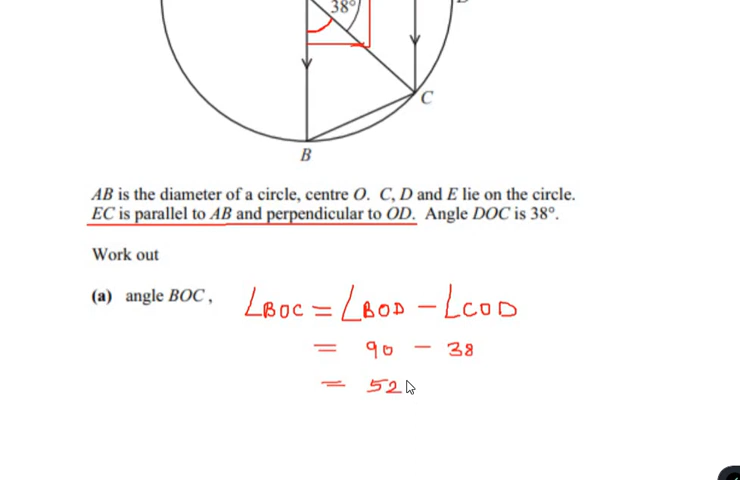 38°
C
B
AB is the diameter of a circle, centre O. C, D and E lie on the circle.
EC is parallel to AB and perpendicular to OD. Angle DOC is 38°.
Work out
(a) angle BOC, ∠BOC = ∠BOD - ∠COD
= 90 - 38
= 52